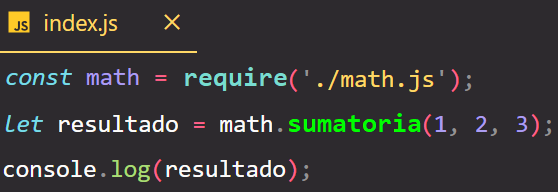 JS index.js ×
const math = require('./math.js');
let resultado = math.sumatoria(1, 2, 3);
console.log(resultado);